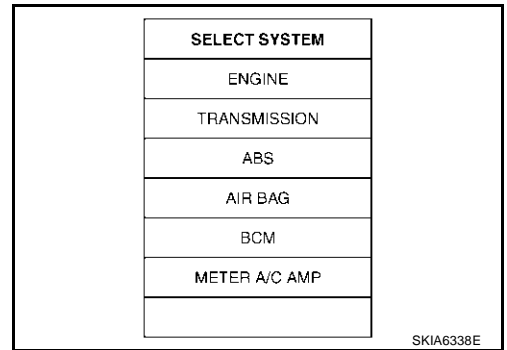 SELECT SYSTEM
ENGINE
TRANSMISSION
ABS
AIR BAG
BCM
METER A/C AMP
SKIA6338E